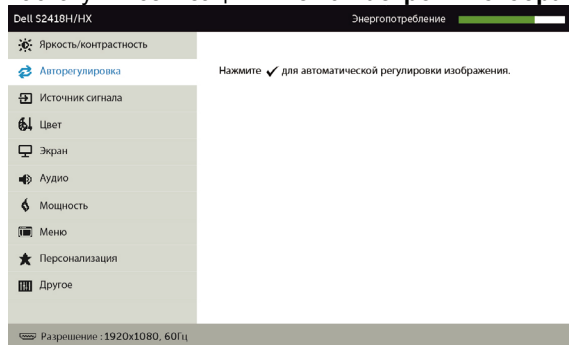 Dell S2418H/HX
Энергопотребление
Яркость/контрастность
Авторегулировка
Нажмите ✓ для автоматической регулировки изображения.
Источник сигнала
Цвет
Экран
Аудио
Мощность
Меню
Персонализация
Другое
Разрешение : 1920x1080, 60Гц